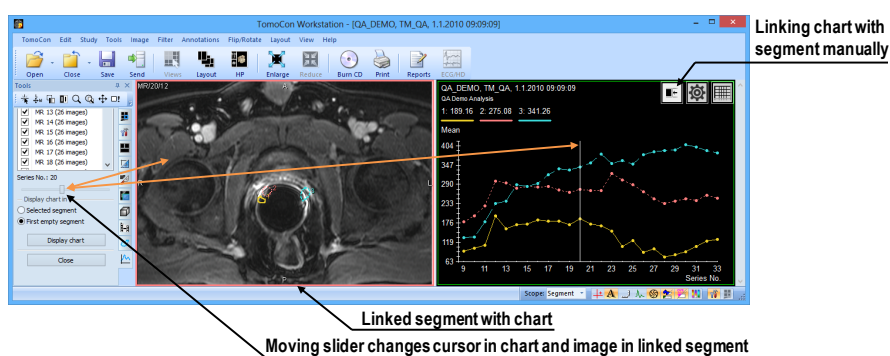 TomoCon Workstation - [QA_DEMO, TM_QA, 1.1.2010 09:09:09]
TomoCon Edit Study Tools Image Filter Annotations Flip/Rotate Layout View Help
Open Close Save Send Views Layout HP Enlarge Reduce Burn CD Print Reports ECG/HD
Linking chart with
segment manually
Tools
MR 13 (26 images)
MR 14 (26 images)
MR 15 (26 images)
MR 16 (26 images)
MR 17 (26 images)
MR 18 (26 images)
Series No.: 20
Display chart in
Selected segment
First empty segment
Display chart
Close
MR/20/12
A
R
L
P
QA_DEMO, TM_QA, 1.1.2010 09:09:09
QA Demo Analysis
1: 189.16 2: 275.08 3: 341.26
Mean
404
347
290
233
176
119
63
9 11 13 15 17 19 21 23 25 27 29 31 33
Series No.
Scope: Segment
A
Linked segment with chart
Moving slider changes cursor in chart and image in linked segment